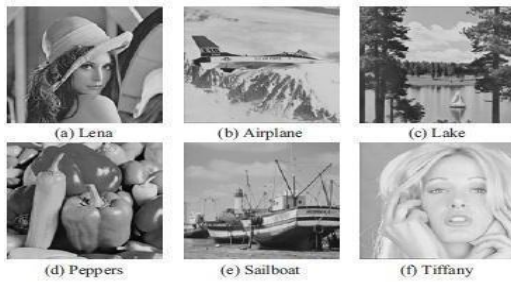 (a) Lena
(b) Airplane
(c) Lake
(d) Peppers
(e) Sailboat
(f) Tiffany